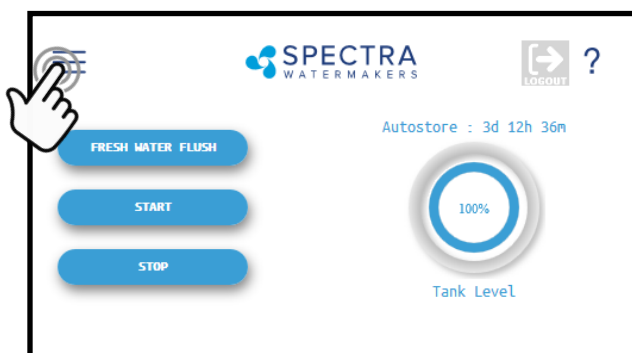 SPECTRA
WATERMAKERS
LOGOUT
?
Autostore : 3d 12h 36m
FRESH WATER FLUSH
START
100%
STOP
Tank Level